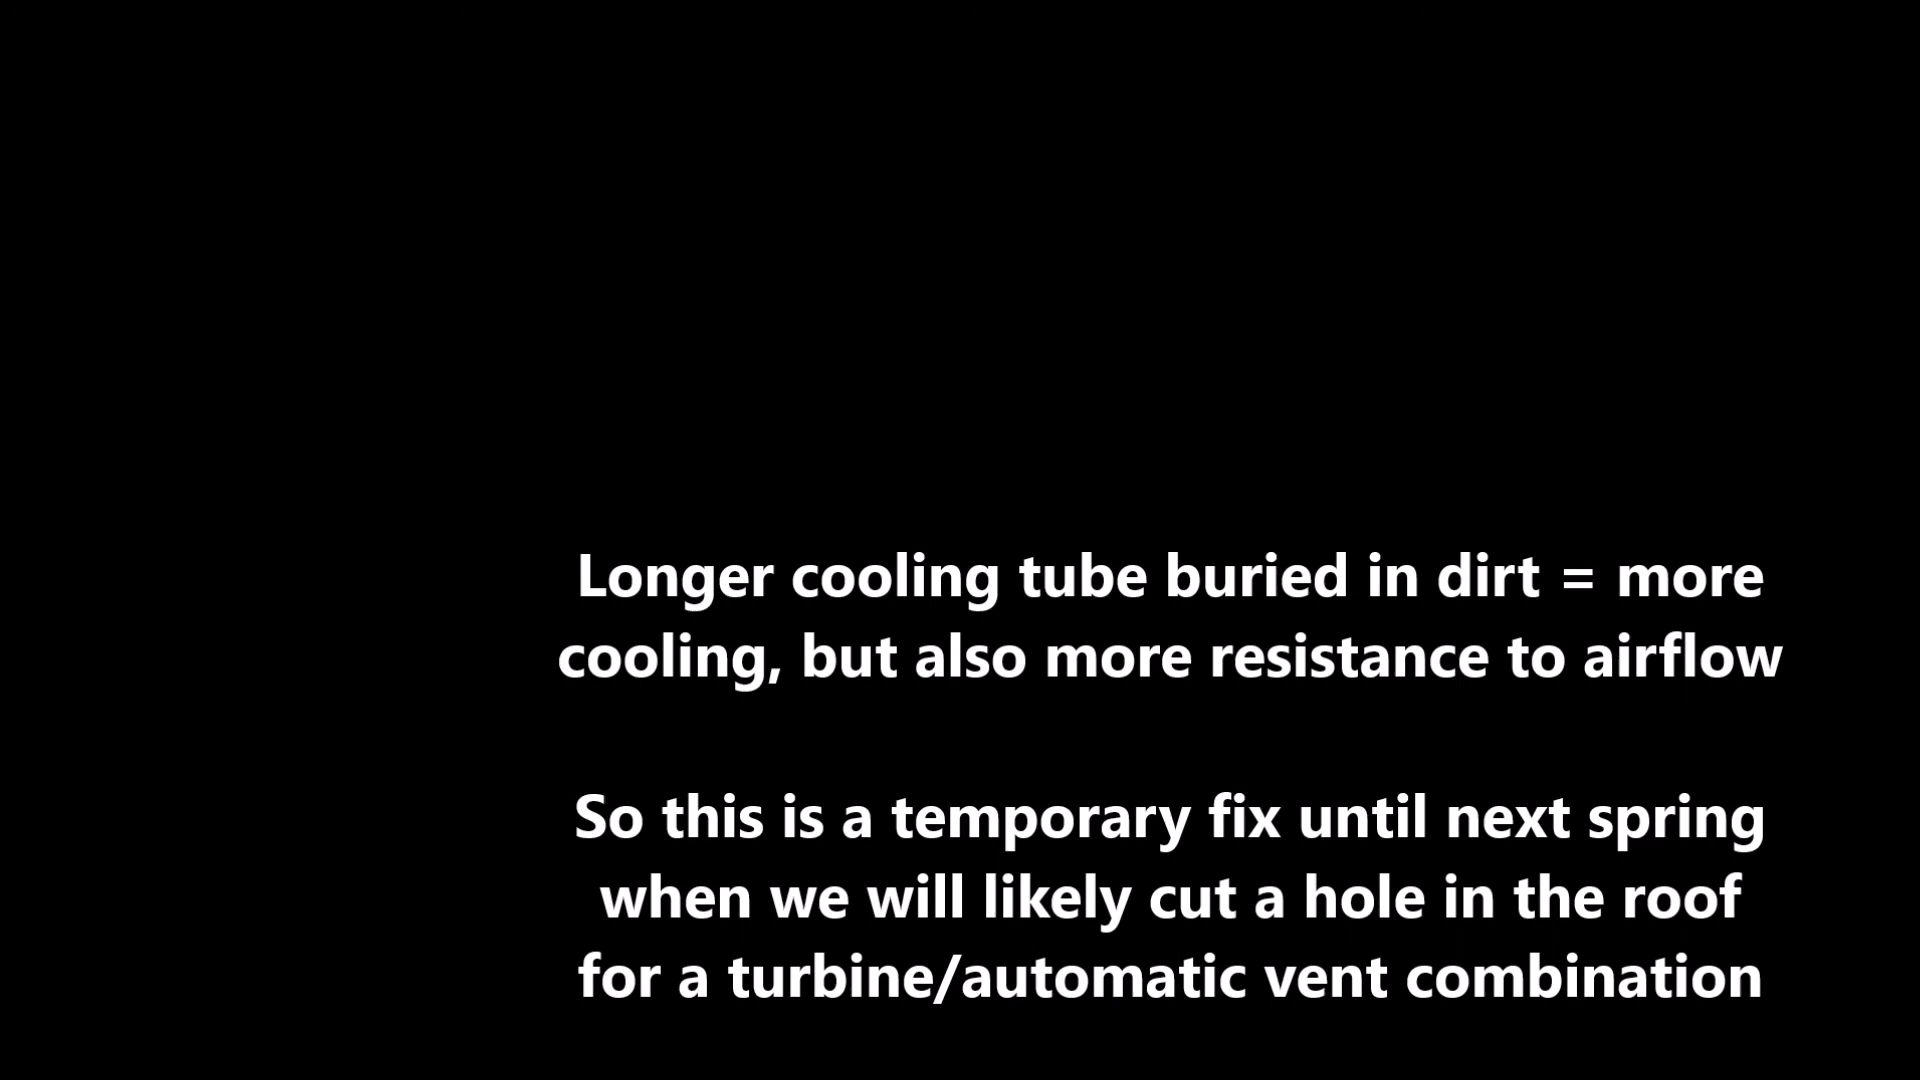 Longer cooling tube buried in dirt = more
cooling, but also more resistance to airflow
So this is a temporary fix until next spring
when we will likely cut a hole in the roof
for a turbine/automatic vent combination